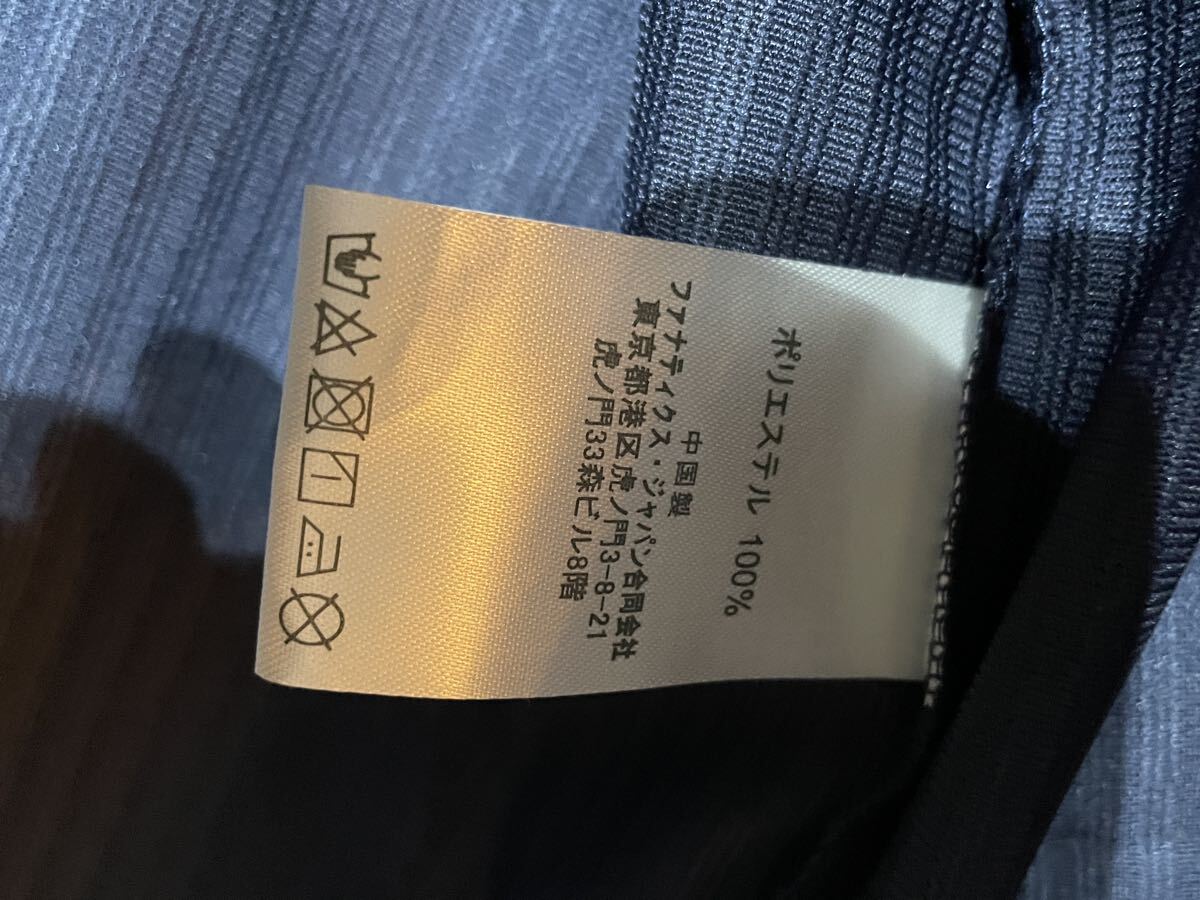 ポリエステル 100%
中国製
ファナティクス・ジャパン合同会社
東京都港区虎ノ門3-8-21
虎ノ門33森ビル8階